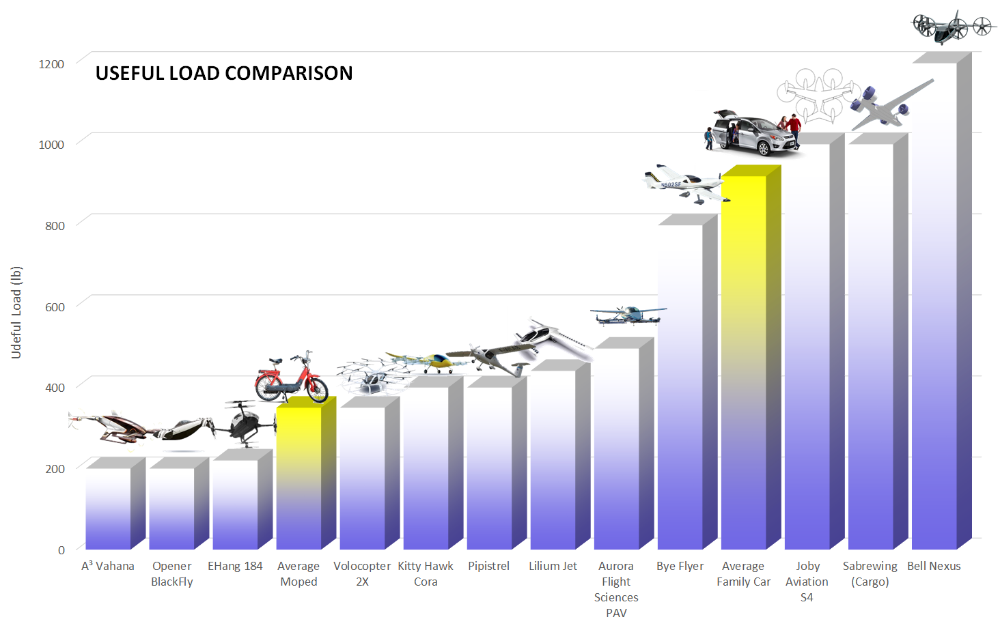 USEFUL LOAD COMPARISON
Udeful Load (lb)
1200
1000
800
600
400
200
0
N502SF
A³ Vahana
Opener
BlackFly
EHang 184
Average
Moped
Volocopter
2X
Kitty Hawk
Cora
Pipistrel
Lilium Jet
Aurora
Flight
Sciences
PAV
Bye Flyer
Average
Family Car
Joby
Aviation
S4
Sabrewing
(Cargo)
Bell Nexus